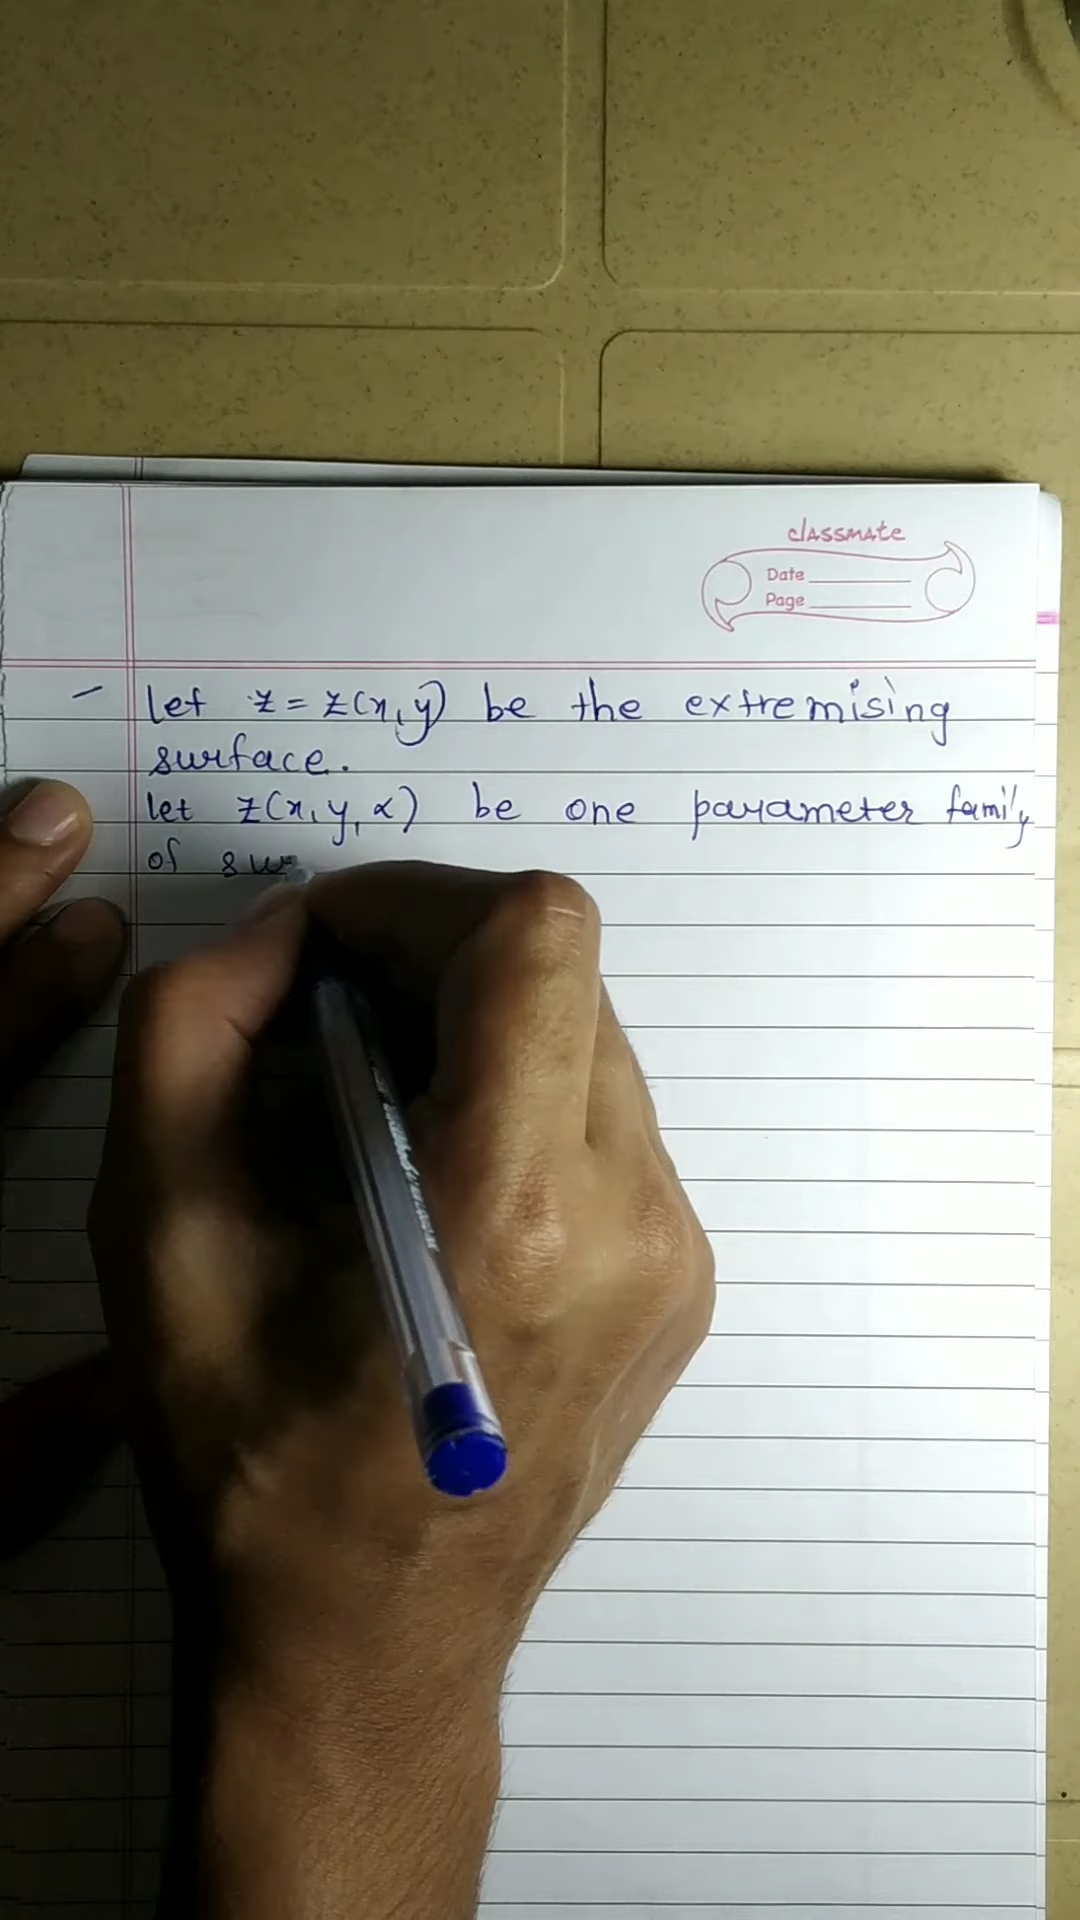 classmate
Date
Page
- let z = z(x, y) be the extremising
surface.
let z(x, y, α) be one parameter family
of